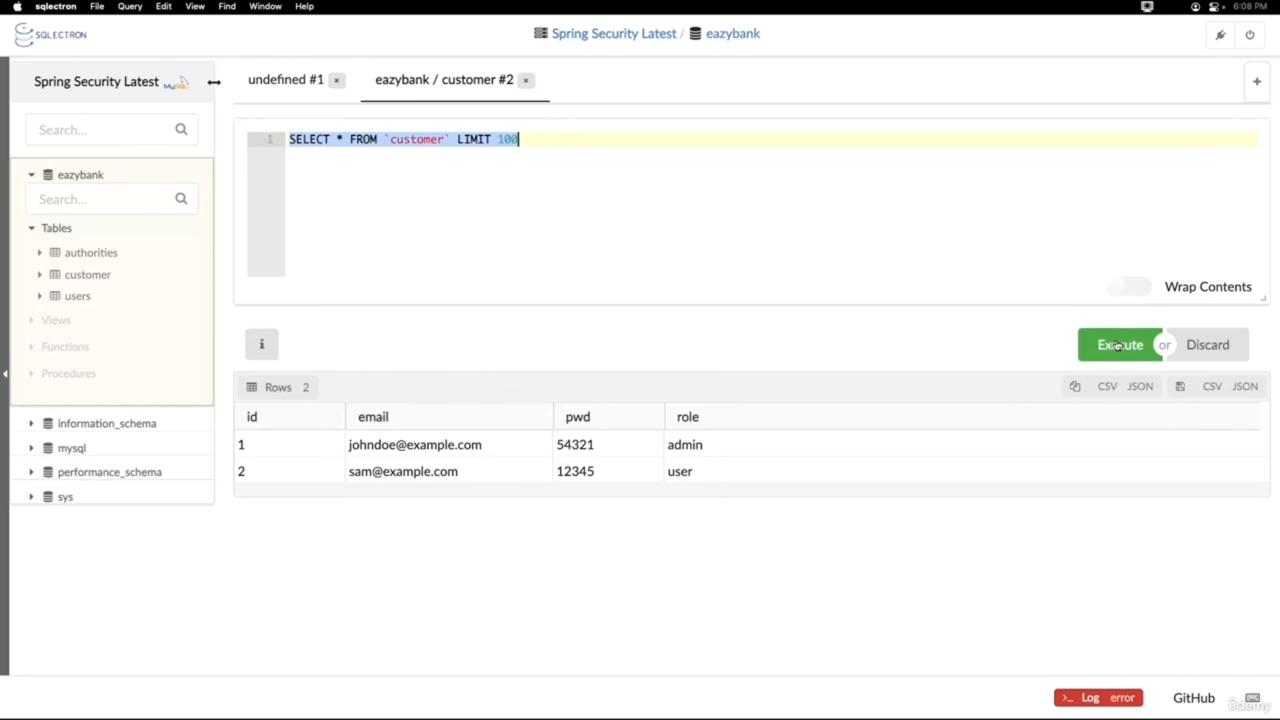 sqlectron File Query Edit View Find Window Help 6:08 PM
SQLECTRON Spring Security Latest / eazybank
Spring Security Latest MySQL undefined #1 × eazybank / customer #2 × +
Search...
1 SELECT * FROM `customer` LIMIT 100
eazybank
Search...
Tables
authorities
customer
users
Views
Functions
Procedures
information_schema
mysql
performance_schema
sys
Wrap Contents
i Execute or Discard
Rows 2 CSV JSON CSV JSON
id email pwd role
1 johndoe@example.com 54321 admin
2 sam@example.com 12345 user
>_ Log error GitHub
ûdemy